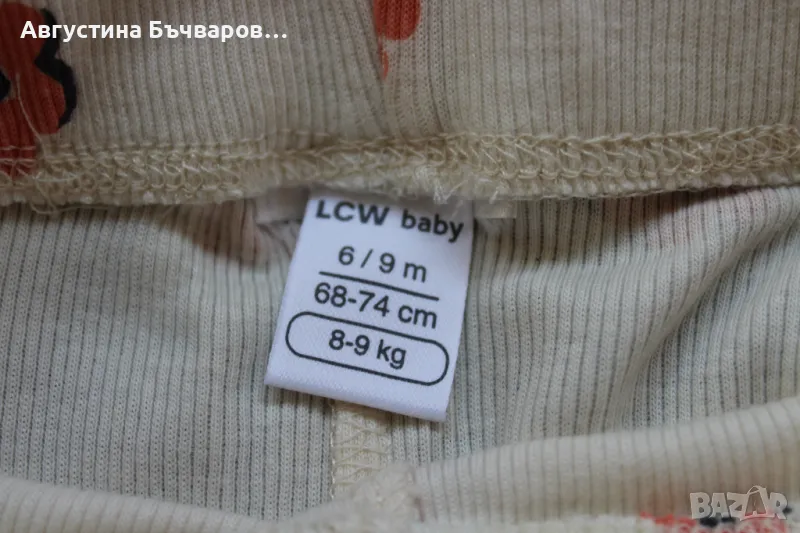 Августина Бъчваров...
LCW baby
6 / 9 m
68-74 cm
8-9 kg
BAZAR